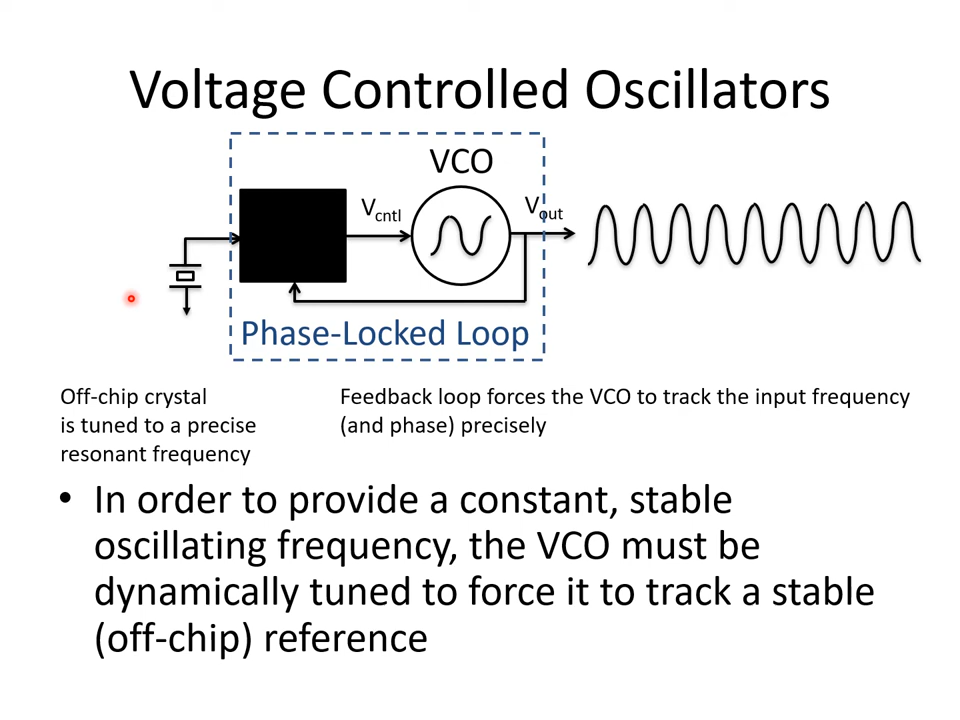 Voltage Controlled Oscillators
VCO
Vcntl
Vout
Phase-Locked Loop
Off-chip crystal
is tuned to a precise
resonant frequency
Feedback loop forces the VCO to track the input frequency
(and phase) precisely
• In order to provide a constant, stable
oscillating frequency, the VCO must be
dynamically tuned to force it to track a stable
(off-chip) reference